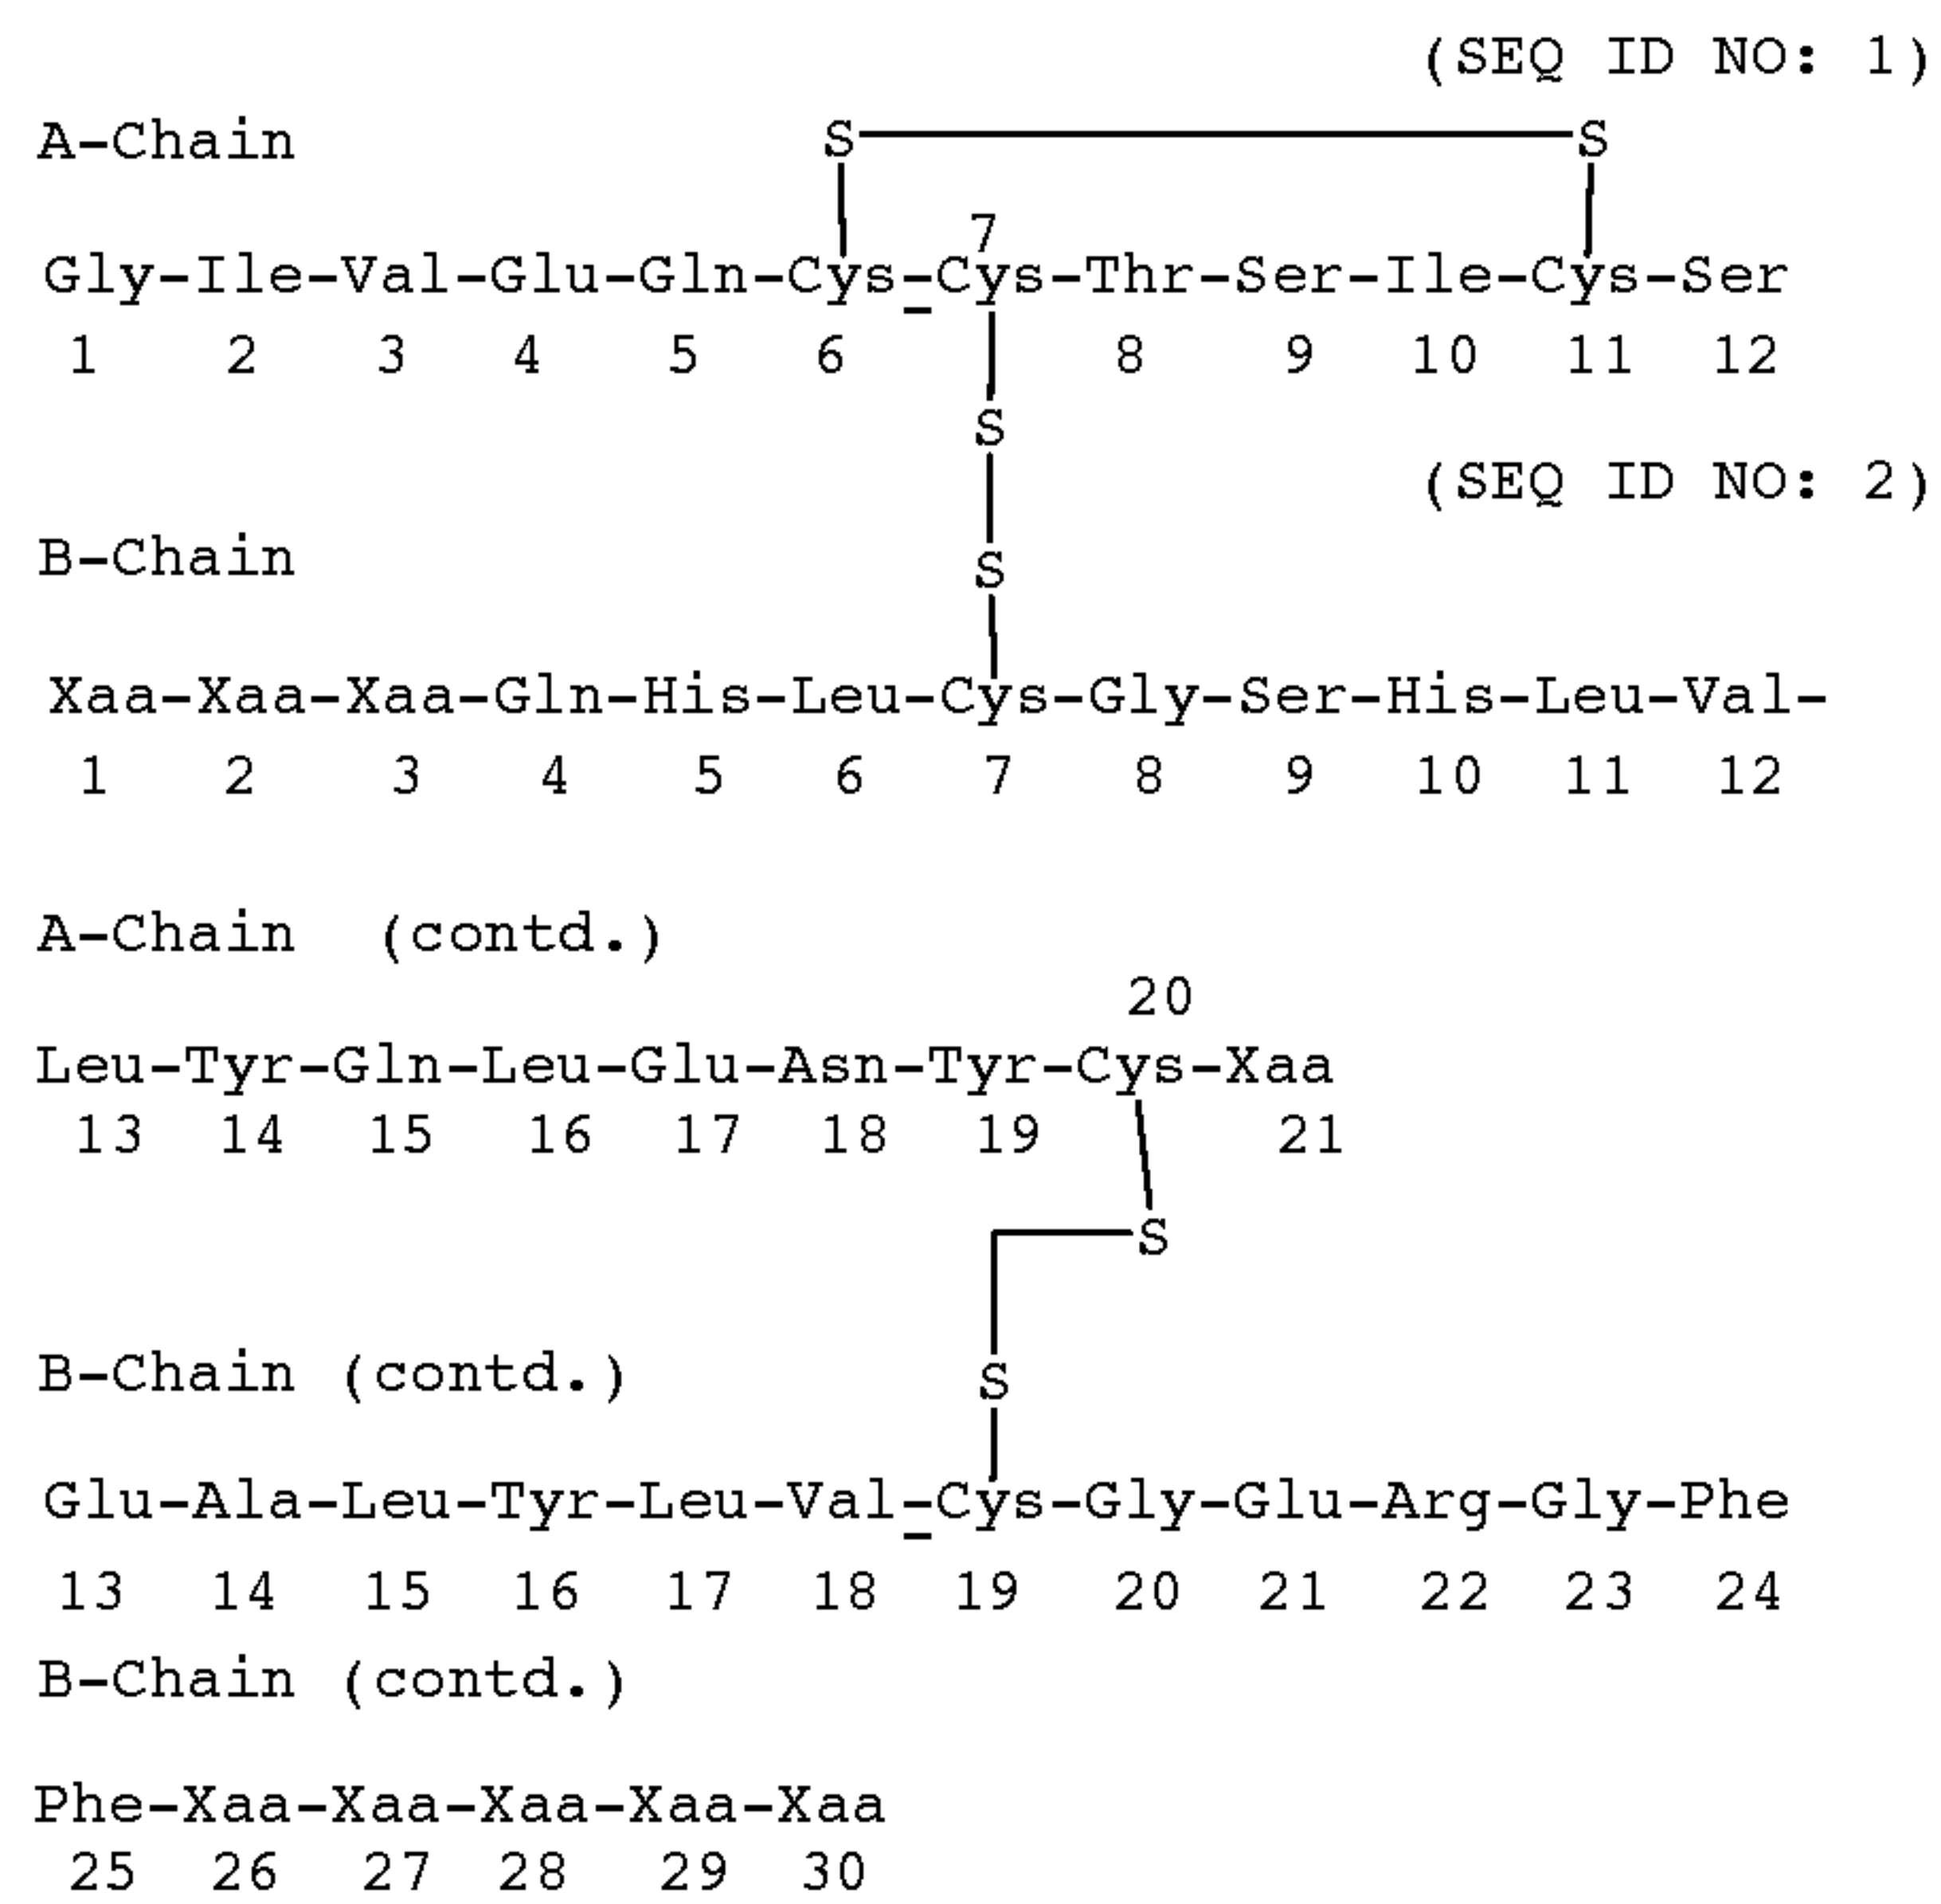 (SEQ ID NO: 1)
A-Chain
S S
7
Gly-Ile-Val-Glu-Gln-Cys-Cys-Thr-Ser-Ile-Cys-Ser
1 2 3 4 5 6 8 9 10 11 12
S
(SEQ ID NO: 2)
B-Chain
S
Xaa-Xaa-Xaa-Gln-His-Leu-Cys-Gly-Ser-His-Leu-Val-
1 2 3 4 5 6 7 8 9 10 11 12
A-Chain (contd.)
20
Leu-Tyr-Gln-Leu-Glu-Asn-Tyr-Cys-Xaa
13 14 15 16 17 18 19 21
S
B-Chain (contd.)
S
Glu-Ala-Leu-Tyr-Leu-Val-Cys-Gly-Glu-Arg-Gly-Phe
13 14 15 16 17 18 19 20 21 22 23 24
B-Chain (contd.)
Phe-Xaa-Xaa-Xaa-Xaa-Xaa
25 26 27 28 29 30